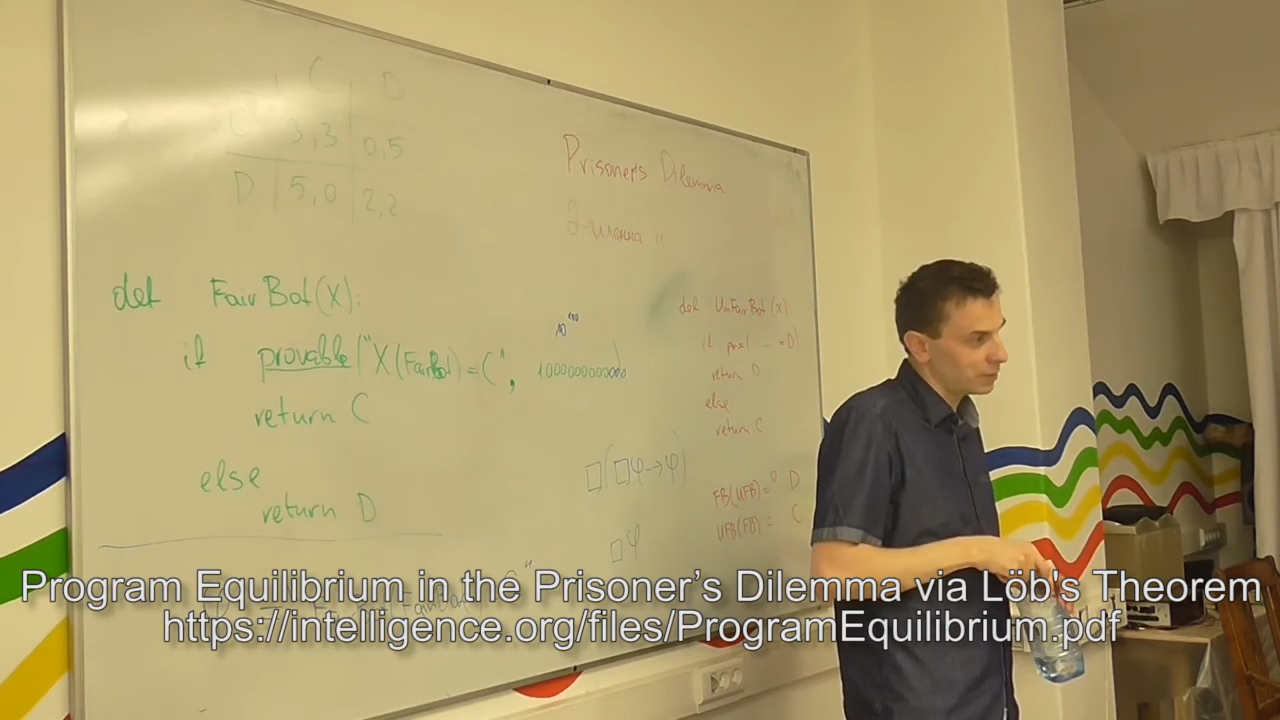 C D
C 3,3 0,5
D 5,0 2,2
Prisoner's Dilemma
Дилемма
def FairBot(X):
if provable("X(FairBot)=C", 10000000000000)
return C
else
return D
def UnFairBot(X)
return D
else
return C
□(□φ→φ)
□φ
FB(UFB)= D
UFB(FB)= C
Program Equilibrium in the Prisoner's Dilemma via Löb's Theorem
https://intelligence.org/files/ProgramEquilibrium.pdf